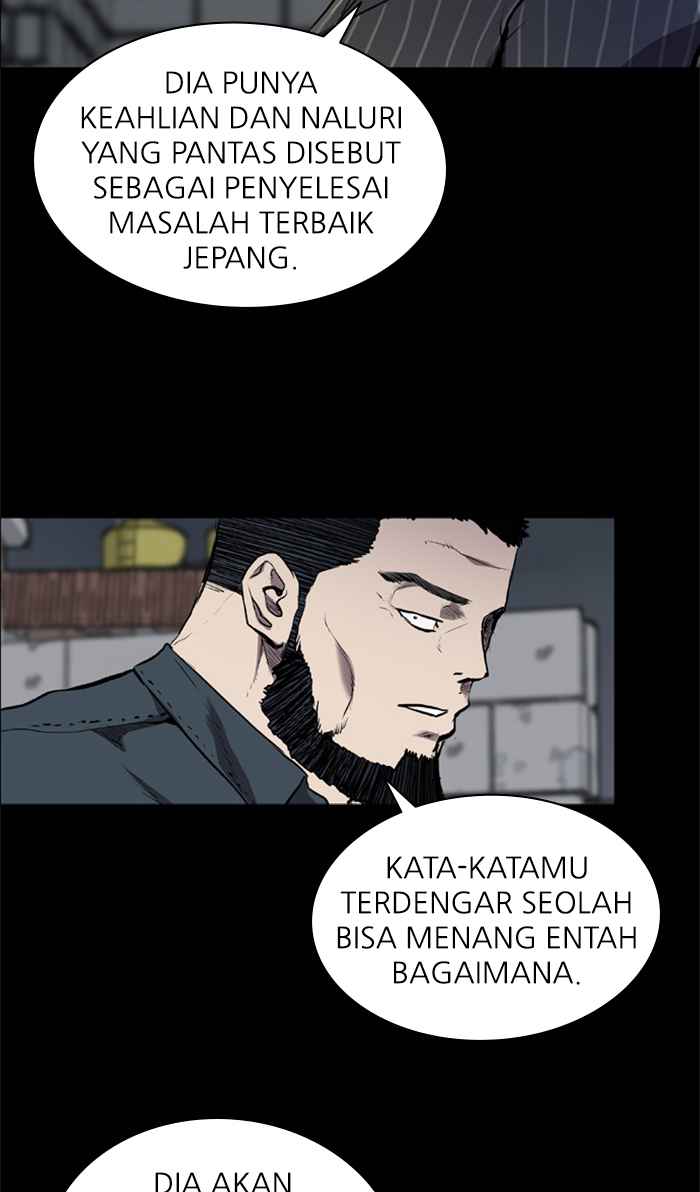 DIA PUNYA
KEAHLIAN DAN NALURI
YANG PANTAS DISEBUT
SEBAGAI PENYELESAI
MASALAH TERBAIK
JEPANG.
KATA-KATAMU
TERDENGAR SEOLAH
BISA MENANG ENTAH
BAGAIMANA.
DIA AKAN